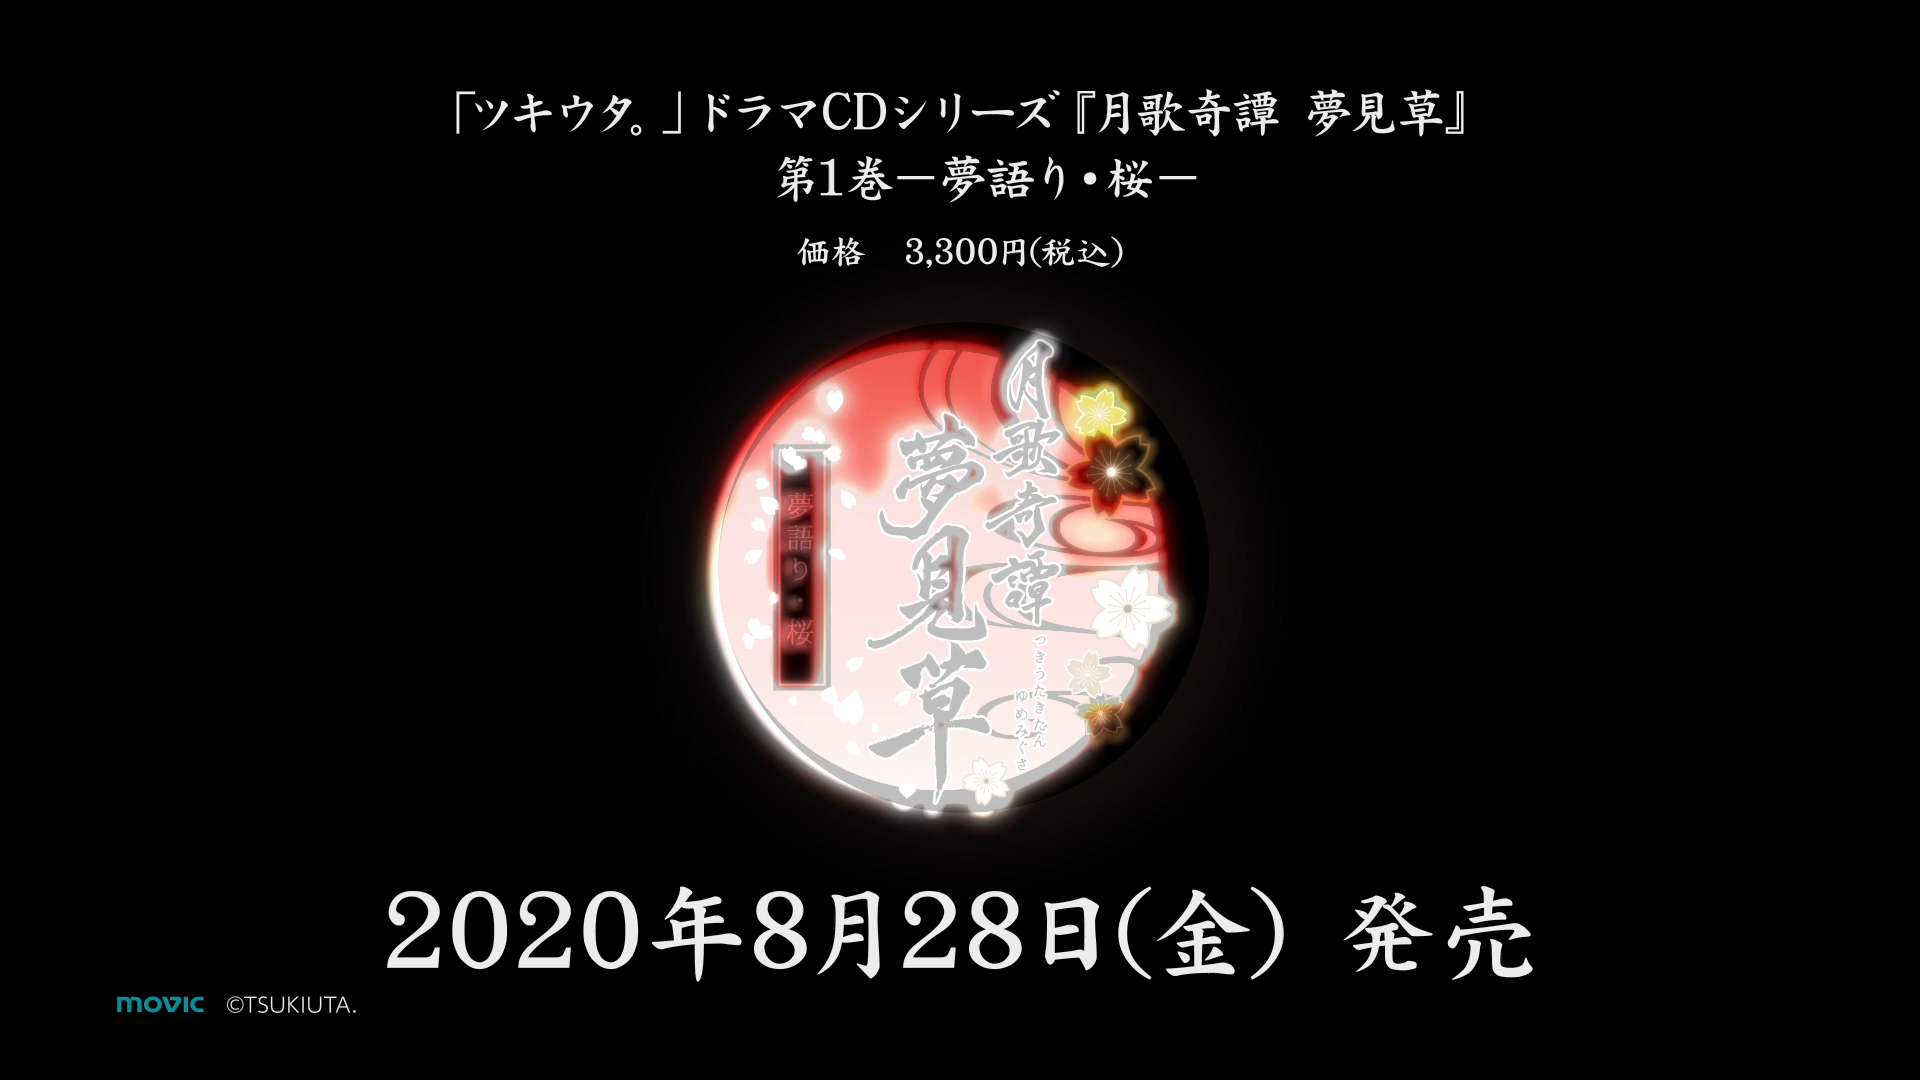 「ツキウタ。」ドラマCDシリーズ『月歌奇譚 夢見草』
第1巻―夢語り・桜―
価格　3,300円(税込)
月歌奇譚
夢見草
つきうたきたん
ゆめみぐさ
夢語り・桜
2020年8月28日(金) 発売
movic ©TSUKIUTA.